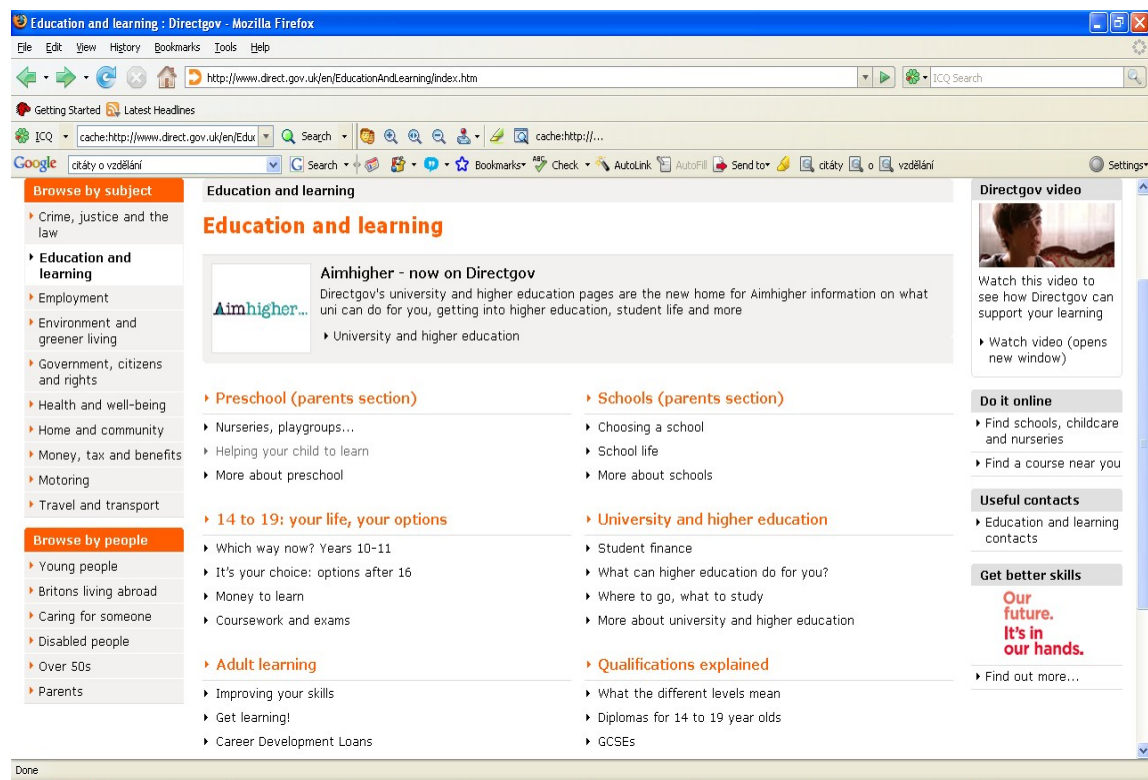 Education and learning : Directgov - Mozilla Firefox
File Edit View History Bookmarks Tools Help
http://www.direct.gov.uk/en/EducationAndLearning/index.htm
ICQ Search
Getting Started Latest Headlines
ICQ cache:http://www.direct.gov.uk/en/Edu Search cache:http://...
Google citáty o vzdělání Search Bookmarks Check AutoLink AutoFill Send to citáty o vzdělání Settings
Browse by subject
Crime, justice and the
law
Education and
learning
Employment
Environment and
greener living
Government, citizens
and rights
Health and well-being
Home and community
Money, tax and benefits
Motoring
Travel and transport
Browse by people
Young people
Britons living abroad
Caring for someone
Disabled people
Over 50s
Parents
Education and learning
Education and learning
Aimhigher...
Aimhigher - now on Directgov
Directgov's university and higher education pages are the new home for Aimhigher information on what
uni can do for you, getting into higher education, student life and more
University and higher education
Preschool (parents section)
Nurseries, playgroups...
Helping your child to learn
More about preschool
Schools (parents section)
Choosing a school
School life
More about schools
14 to 19: your life, your options
Which way now? Years 10-11
It's your choice: options after 16
Money to learn
Coursework and exams
University and higher education
Student finance
What can higher education do for you?
Where to go, what to study
More about university and higher education
Adult learning
Improving your skills
Get learning!
Career Development Loans
Qualifications explained
What the different levels mean
Diplomas for 14 to 19 year olds
GCSEs
Directgov video
Watch this video to
see how Directgov can
support your learning
Watch video (opens
new window)
Do it online
Find schools, childcare
and nurseries
Find a course near you
Useful contacts
Education and learning
contacts
Get better skills
Our
future.
It's in
our hands.
Find out more...
Done